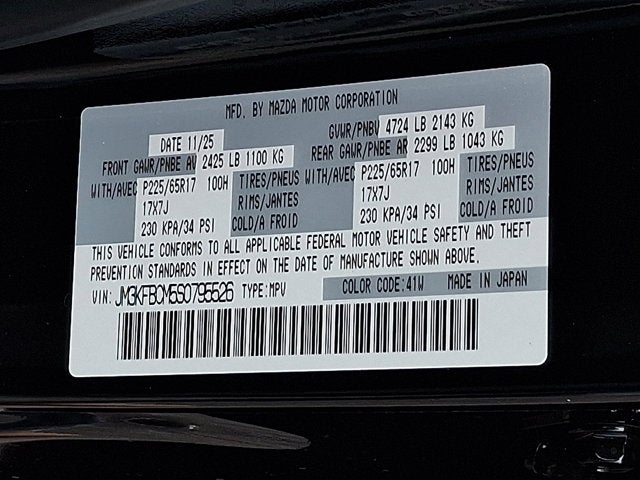 MFD. BY MAZDA MOTOR CORPORATION
DATE 11/25 GVWR/PNBV 4724 LB 2143 KG
FRONT GAWR/PNBE AV 2425 LB 1100 KG REAR GAWR/PNBE AR 2299 LB 1043 KG
WITH/AVEC P225/65R17 100H TIRES/PNEUS WITH/AVEC P225/65R17 100H TIRES/PNEUS
17X7J RIMS/JANTES 17X7J RIMS/JANTES
230 KPA/34 PSI COLD/A FROID 230 KPA/34 PSI COLD/A FROID
THIS VEHICLE CONFORMS TO ALL APPLICABLE FEDERAL MOTOR VEHICLE SAFETY AND THEFT
PREVENTION STANDARDS IN EFFECT ON THE DATE OF MANUFACTURE SHOWN ABOVE.
VIN: JM3KFBCM5S0795526 TYPE:MPV COLOR CODE:41W MADE IN JAPAN